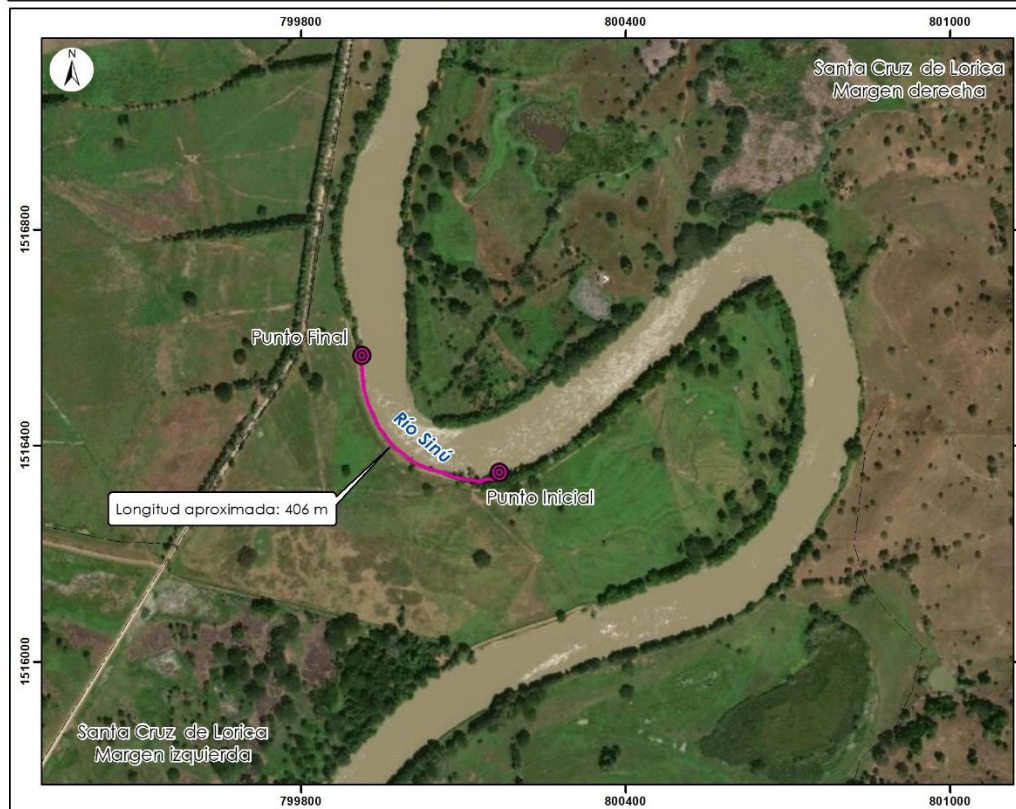 799800
800400
801000
N
Santa Cruz de Lorica
Margen derecha
1516800
Punto Final
1516400
Río Sinú
Punto Inicial
Longitud aproximada: 406 m
1516000
Santa Cruz de Lorica
Margen izquierda
799800
800400
801000